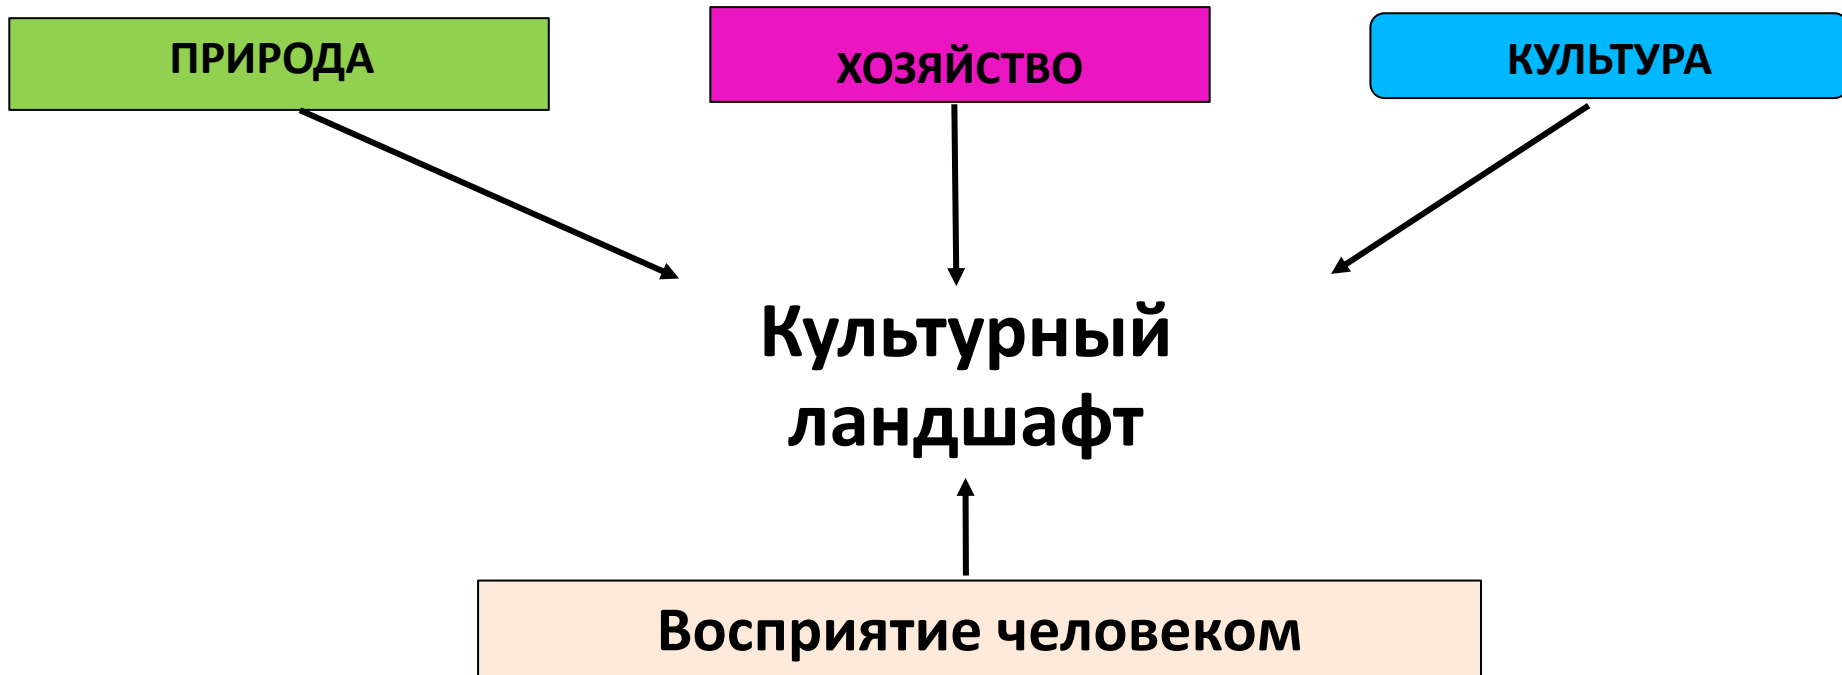 ПРИРОДА
ХОЗЯЙСТВО
КУЛЬТУРА
Культурный
ландшафт
Восприятие человеком